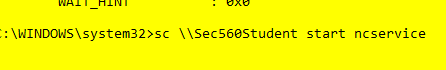 WAIT_HINT : 0x0
C:\WINDOWS\system32>sc \\Sec560Student start ncservice